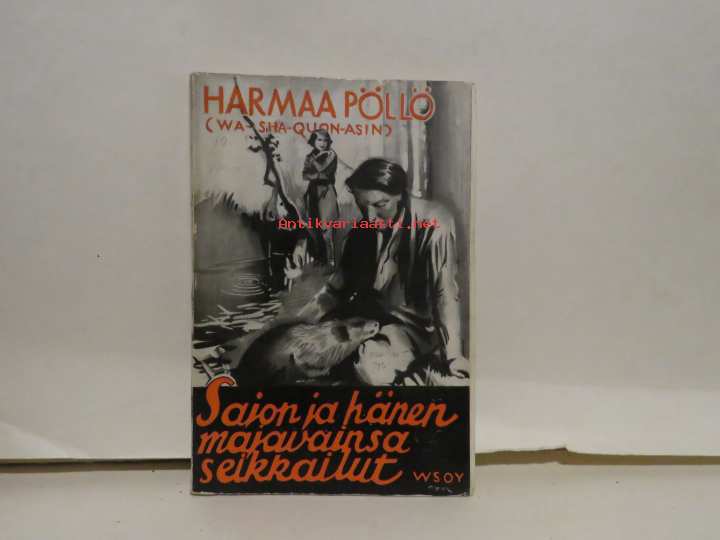 HARMAA PÖLLÖ
(WA-SHA-QUON-ASIN)
Antikvariaatti.net
Sajon ja hänen
majavainsa
seikkailut
WSOY